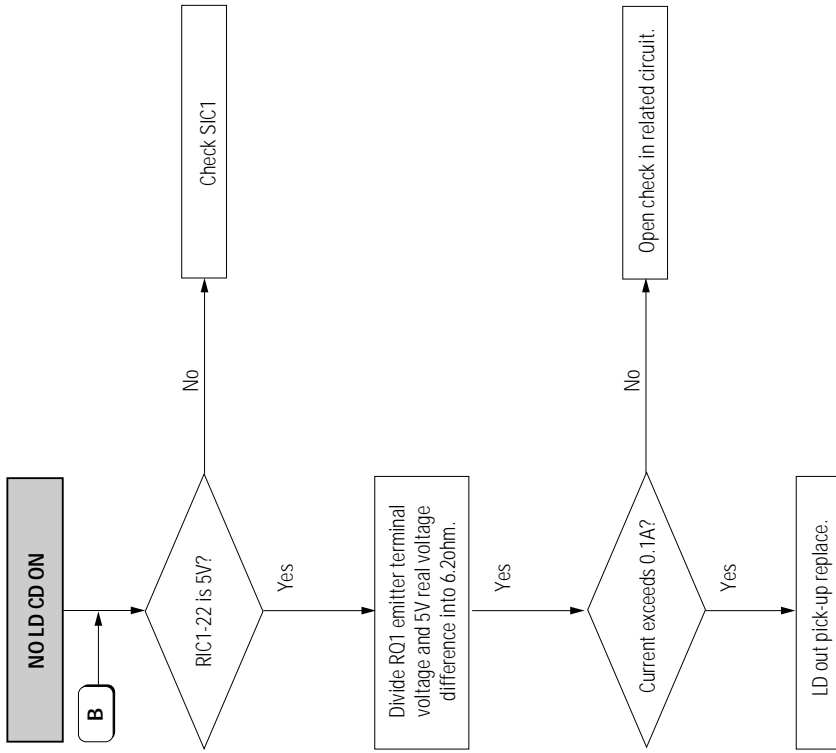 NO LD CD ON
B
RIC1-22 is 5V?
No
Check SIC1
Yes
Divide RQ1 emitter terminal
voltage and 5V real voltage
difference into 6.2ohm.
Yes
Current exceeds 0.1A?
No
Open check in related circuit.
Yes
LD out pick-up replace.